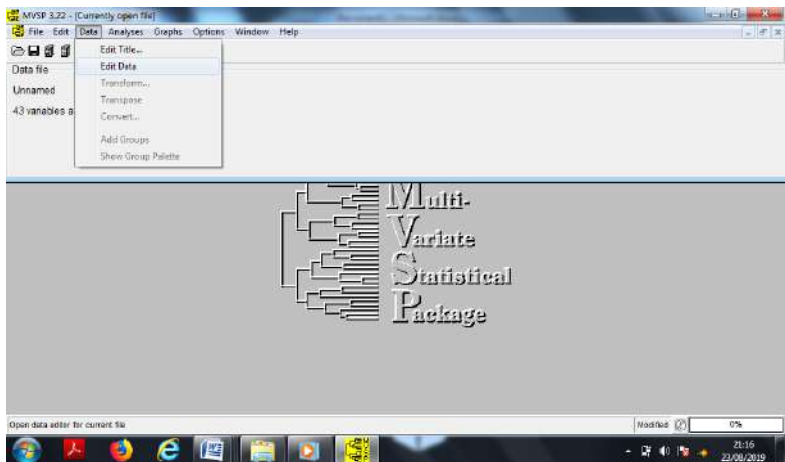 MVSP 3.22 - [Currently open file]
File Edit Data Analyses Graphs Options Window Help
Edit Title...
Edit Data
Transform...
Transpose
Convert...
Add Groups
Show Group Palette
Data file
Unnamed
43 variables a
Multi-
Variate
Statistical
Package
Open data editor for current file
Modified
0%
21:16
23/08/2019